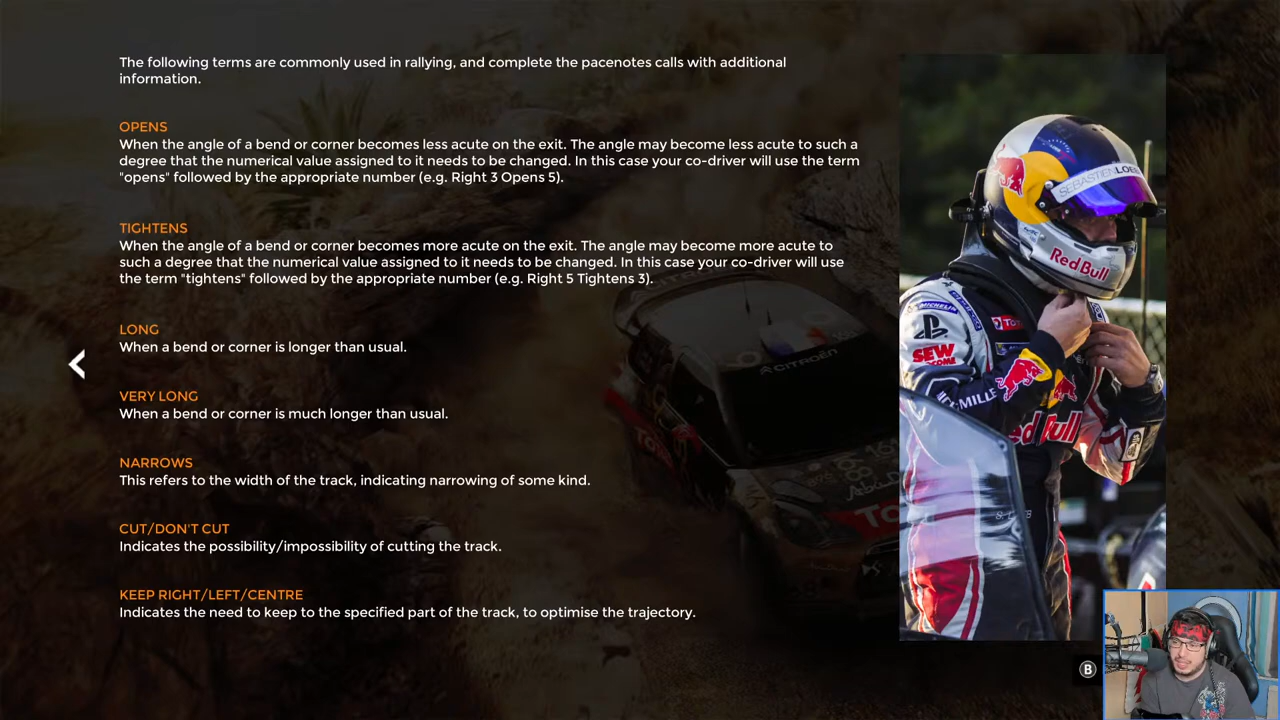 The following terms are commonly used in rallying, and complete the pacenotes calls with additional
information.
OPENS
When the angle of a bend or corner becomes less acute on the exit. The angle may become less acute to such a
degree that the numerical value assigned to it needs to be changed. In this case your co-driver will use the term
"opens" followed by the appropriate number (e.g. Right 3 Opens 5).
TIGHTENS
When the angle of a bend or corner becomes more acute on the exit. The angle may become more acute to
such a degree that the numerical value assigned to it needs to be changed. In this case your co-driver will use
the term "tightens" followed by the appropriate number (e.g. Right 5 Tightens 3).
LONG
When a bend or corner is longer than usual.
VERY LONG
When a bend or corner is much longer than usual.
NARROWS
This refers to the width of the track, indicating narrowing of some kind.
CUT/DON'T CUT
Indicates the possibility/impossibility of cutting the track.
KEEP RIGHT/LEFT/CENTRE
Indicates the need to keep to the specified part of the track, to optimise the trajectory.
SEBASTIEN LOEB
Red Bull
MICHELIN
SEW
Red Bull
CITROËN
B